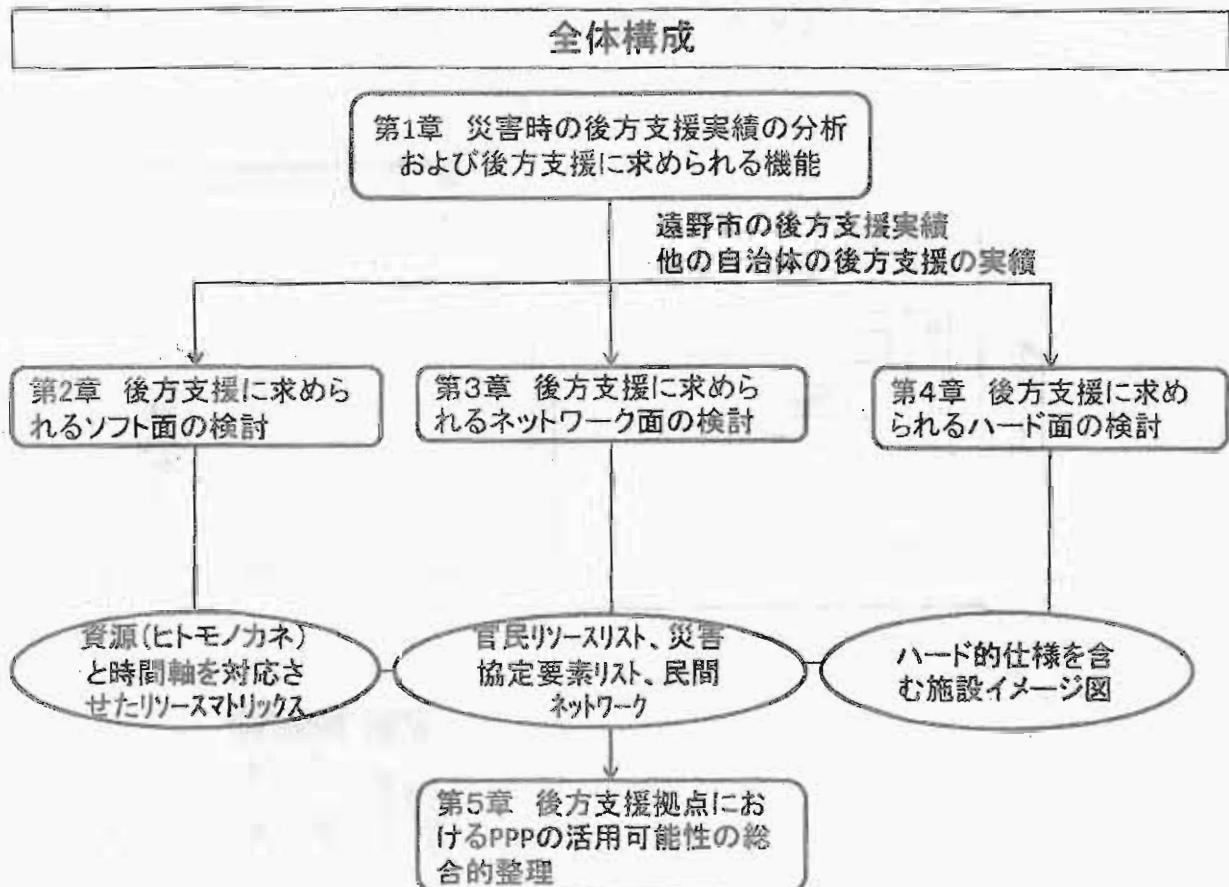 全体構成
第1章 災害時の後方支援実績の分析
および後方支援に求められる機能
遠野市の後方支援実績
他の自治体の後方支援の実績
第2章 後方支援に求めら
れるソフト面の検討
第3章 後方支援に求めら
れるネットワーク面の検討
第4章 後方支援に求め
られるハード面の検討
資源(ヒトモノカネ)
と時間軸を対応さ
せたリソースマトリックス
官民リソースリスト、災害
協定要素リスト、民間
ネットワーク
ハード的仕様を含
む施設イメージ図
第5章 後方支援拠点にお
けるPPPの活用可能性の総
合的整理